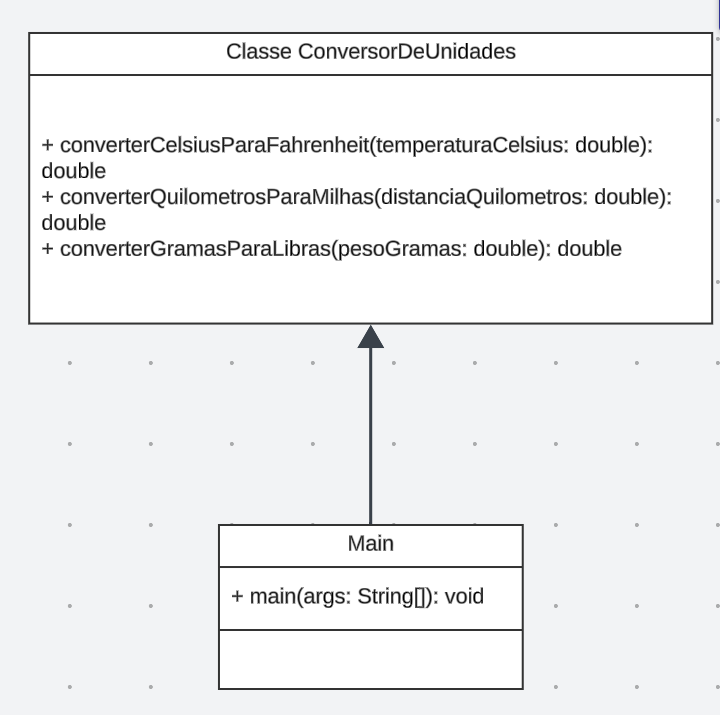 Classe ConversorDeUnidades
+ converterCelsiusParaFahrenheit(temperaturaCelsius: double):
double
+ converterQuilometrosParaMilhas(distanciaQuilometros: double):
double
+ converterGramasParaLibras(pesoGramas: double): double
Main
+ main(args: String[]): void